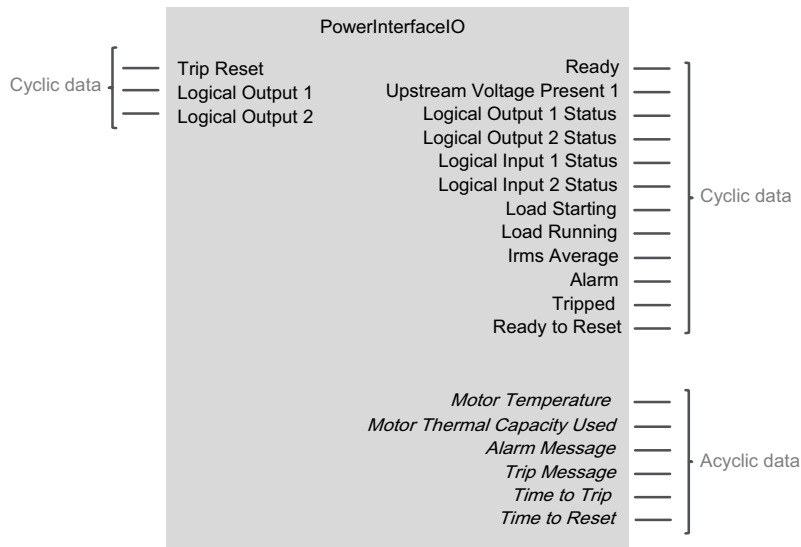 PowerInterfaceIO
Cyclic data
Trip Reset
Logical Output 1
Logical Output 2
Ready
Upstream Voltage Present 1
Logical Output 1 Status
Logical Output 2 Status
Logical Input 1 Status
Logical Input 2 Status
Load Starting
Load Running
Irms Average
Alarm
Tripped
Ready to Reset
Cyclic data
Motor Temperature
Motor Thermal Capacity Used
Alarm Message
Trip Message
Time to Trip
Time to Reset
Acyclic data